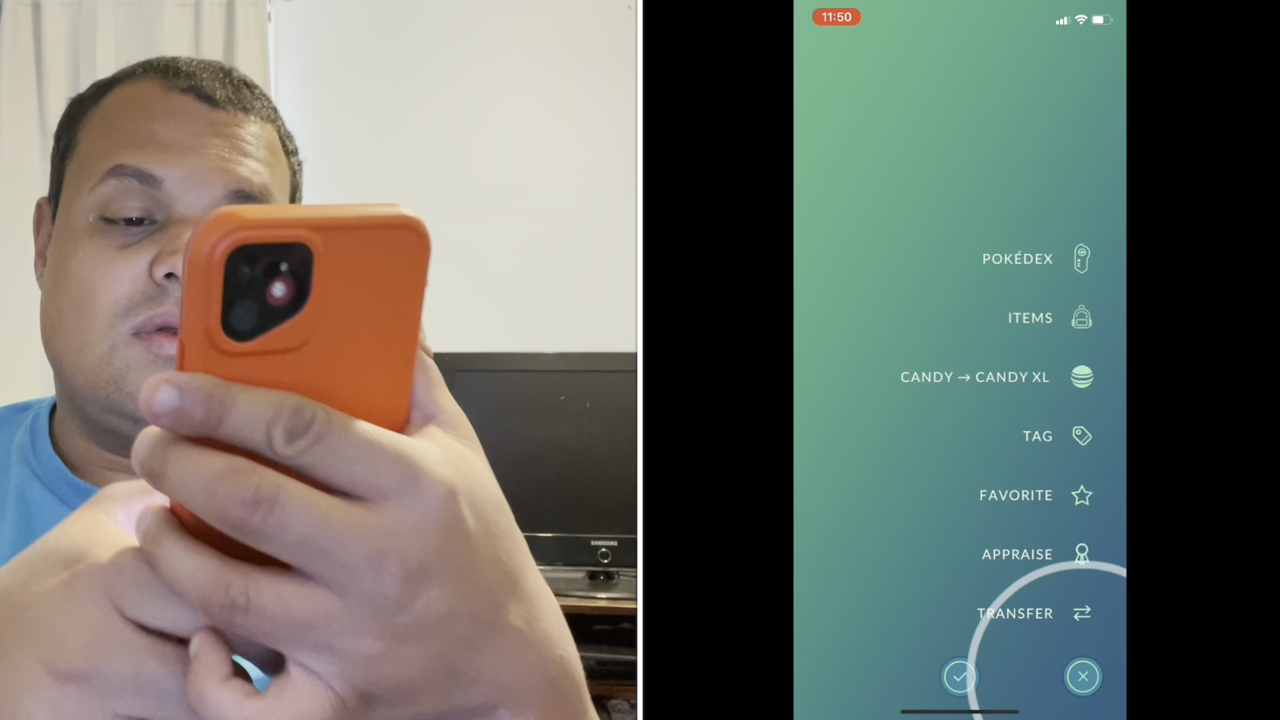 11:50
POKÉDEX
ITEMS
CANDY → CANDY XL
TAG
FAVORITE
APPRAISE
TRANSFER
SAMSUNG